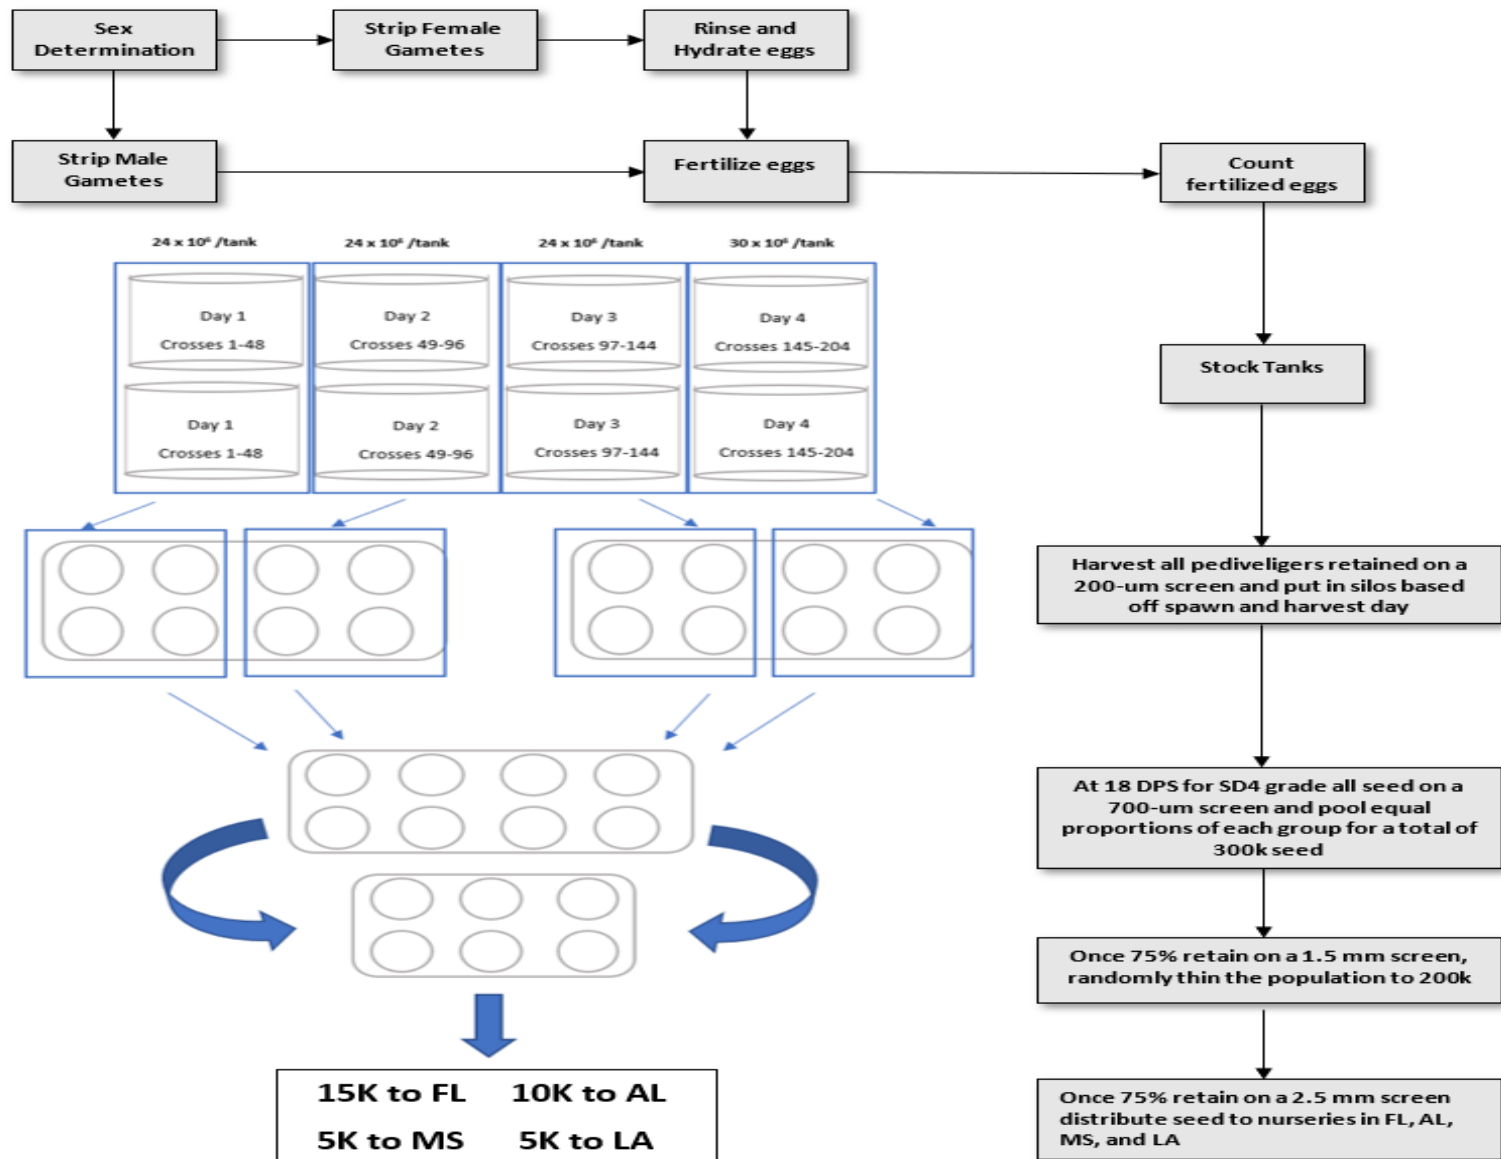 Sex
Determination
Strip Female
Gametes
Rinse and
Hydrate eggs
Strip Male
Gametes
Fertilize eggs
Count
fertilized eggs
24 x 10⁶ /tank
24 x 10⁶ /tank
24 x 10⁶ /tank
30 x 10⁶ /tank
Day 1
Crosses 1-48
Day 2
Crosses 49-96
Day 3
Crosses 97-144
Day 4
Crosses 145-204
Day 1
Crosses 1-48
Day 2
Crosses 49-96
Day 3
Crosses 97-144
Day 4
Crosses 145-204
Stock Tanks
Harvest all pediveligers retained on a
200-um screen and put in silos based
off spawn and harvest day
At 18 DPS for SD4 grade all seed on a
700-um screen and pool equal
proportions of each group for a total of
300k seed
Once 75% retain on a 1.5 mm screen,
randomly thin the population to 200k
Once 75% retain on a 2.5 mm screen
distribute seed to nurseries in FL, AL,
MS, and LA
15K to FL 10K to AL
5K to MS 5K to LA